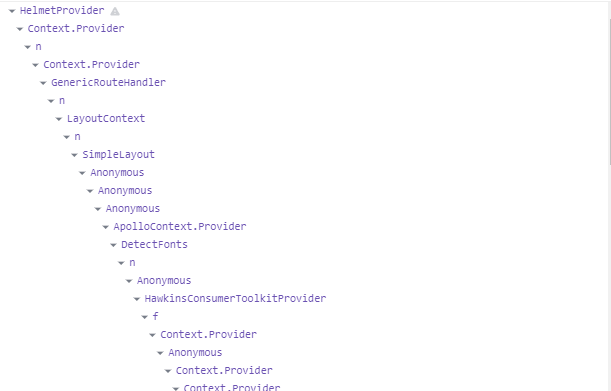 HelmetProvider
Context.Provider
n
Context.Provider
GenericRouteHandler
n
LayoutContext
n
SimpleLayout
Anonymous
Anonymous
Anonymous
ApolloContext.Provider
DetectFonts
n
Anonymous
HawkinsConsumerToolkitProvider
f
Context.Provider
Anonymous
Context.Provider
Context.Provider